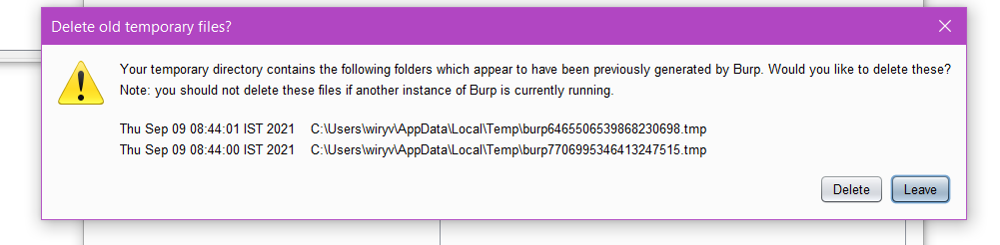 Delete old temporary files?
Your temporary directory contains the following folders which appear to have been previously generated by Burp. Would you like to delete these?
Note: you should not delete these files if another instance of Burp is currently running.
Thu Sep 09 08:44:01 IST 2021 C:\Users\wiryv\AppData\Local\Temp\burp6465506539868230698.tmp
Thu Sep 09 08:44:00 IST 2021 C:\Users\wiryv\AppData\Local\Temp\burp7706995346413247515.tmp
Delete Leave